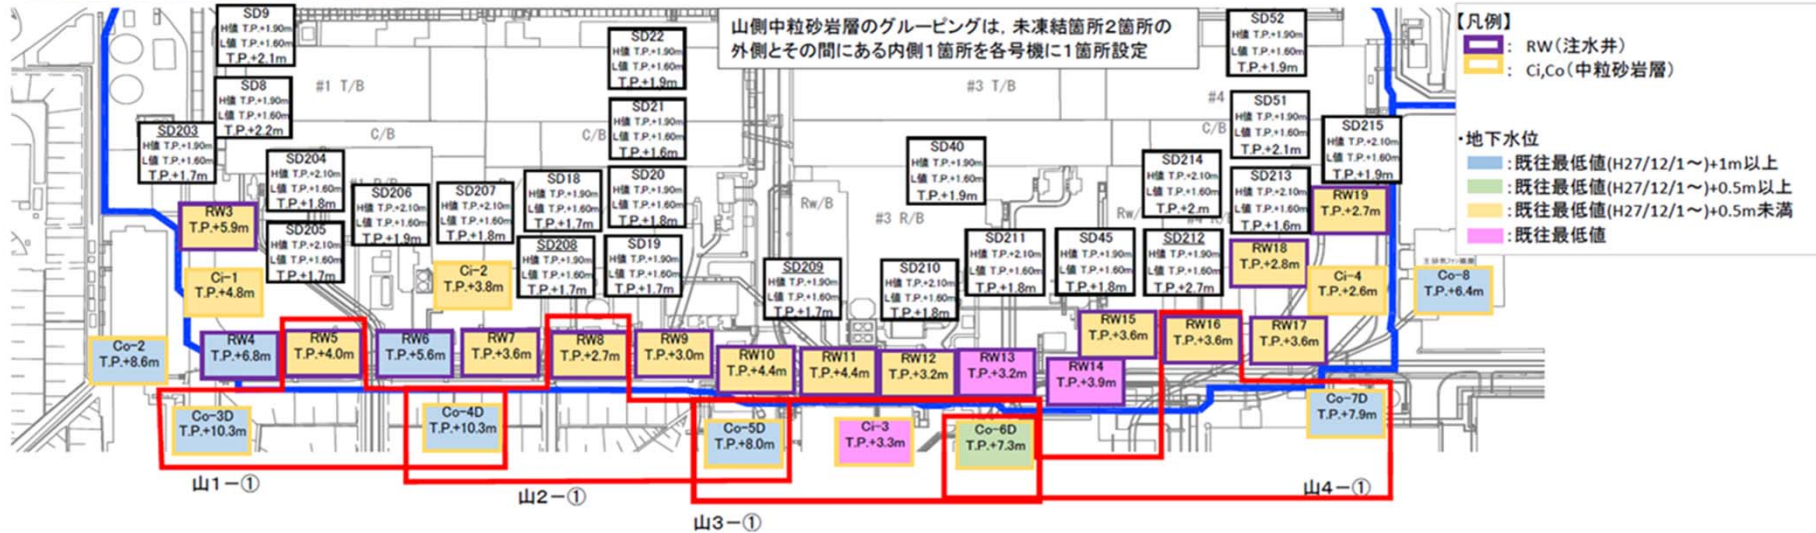 山側中粒砂岩層のグルーピングは，未凍結箇所2箇所の
外側とその間にある内側1箇所を各号機に1箇所設定
【凡例】
： RW(注水井)
： Ci,Co(中粒砂岩層)
・地下水位
：既往最低値(H27/12/1～)+1m以上
：既往最低値(H27/12/1～)+0.5m以上
：既往最低値(H27/12/1～)+0.5m未満
：既往最低値
SD9
H値 T.P.+1.90m
L値 T.P.+1.60m
T.P.+2.1m
SD8
H値 T.P.+1.90m
L値 T.P.+1.60m
T.P.+2.2m
SD22
H値 T.P.+1.90m
L値 T.P.+1.60m
T.P.+1.9m
SD21
H値 T.P.+1.90m
L値 T.P.+1.60m
T.P.+1.6m
SD52
H値 T.P.+1.90m
L値 T.P.+1.60m
T.P.+1.9m
SD51
H値 T.P.+1.90m
L値 T.P.+1.60m
T.P.+2.1m
#1 T/B
#3 T/B
#4
C/B
C/B
C/B
SD203
H値 T.P.+1.90m
L値 T.P.+1.60m
T.P.+1.7m
SD204
H値 T.P.+2.10m
L値 T.P.+1.60m
T.P.+1.8m
SD205
H値 T.P.+2.10m
L値 T.P.+1.60m
T.P.+1.7m
SD206
H値 T.P.+2.10m
L値 T.P.+1.60m
T.P.+1.9m
SD207
H値 T.P.+2.10m
L値 T.P.+1.60m
T.P.+1.8m
SD18
H値 T.P.+1.90m
L値 T.P.+1.60m
T.P.+1.7m
SD20
H値 T.P.+1.90m
L値 T.P.+1.60m
T.P.+1.8m
SD208
H値 T.P.+1.90m
L値 T.P.+1.60m
T.P.+1.7m
SD19
H値 T.P.+1.90m
L値 T.P.+1.60m
T.P.+1.7m
SD40
H値 T.P.+1.90m
L値 T.P.+1.60m
T.P.+1.9m
Rw/B
#3 R/B
Rw/
SD209
H値 T.P.+1.90m
L値 T.P.+1.60m
T.P.+1.7m
SD210
H値 T.P.+2.10m
L値 T.P.+1.60m
T.P.+1.8m
SD211
H値 T.P.+2.10m
L値 T.P.+1.60m
T.P.+1.8m
SD45
H値 T.P.+1.90m
L値 T.P.+1.60m
T.P.+1.8m
SD212
H値 T.P.+2.10m
L値 T.P.+1.60m
T.P.+2.7m
SD214
H値 T.P.+2.10m
L値 T.P.+1.60m
T.P.+2.m
SD213
H値 T.P.+2.10m
L値 T.P.+1.60m
T.P.+1.6m
SD215
H値 T.P.+2.10m
L値 T.P.+1.60m
T.P.+1.9m
RW3
T.P.+5.9m
Ci-1
T.P.+4.8m
Ci-2
T.P.+3.8m
RW19
T.P.+2.7m
RW18
T.P.+2.8m
Ci-4
T.P.+2.6m
Co-8
T.P.+6.4m
Co-2
T.P.+8.6m
RW4
T.P.+6.8m
RW5
T.P.+4.0m
RW6
T.P.+5.6m
RW7
T.P.+3.6m
RW8
T.P.+2.7m
RW9
T.P.+3.0m
RW10
T.P.+4.4m
RW11
T.P.+4.4m
RW12
T.P.+3.2m
RW13
T.P.+3.2m
RW14
T.P.+3.9m
RW15
T.P.+3.6m
RW16
T.P.+3.6m
RW17
T.P.+3.6m
Co-3D
T.P.+10.3m
Co-4D
T.P.+10.3m
Co-5D
T.P.+8.0m
Ci-3
T.P.+3.3m
Co-6D
T.P.+7.3m
Co-7D
T.P.+7.9m
山1-①
山2-①
山3-①
山4-①